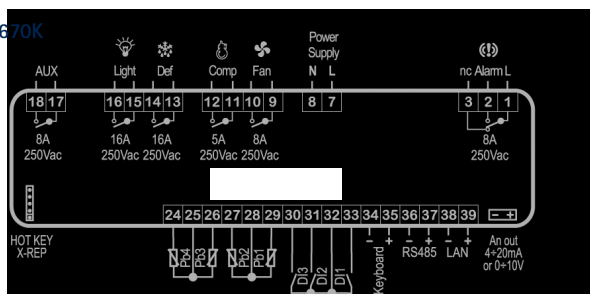 670K
Power
Supply
AUX Light Def Comp Fan N L nc Alarm L
18 17 16 15 14 13 12 11 10 9 8 7 3 2 1
8A 16A 16A 5A 8A 8A
250Vac 250Vac 250Vac 250Vac 250Vac 250Vac
24 25 26 27 28 29 30 31 32 33 34 35 36 37 38 39 - +
HOT KEY
X-REP
Pb4 Pb3 Pb2 Pb1 DI3 DI2 DI1
- + - + - +
Keyboard RS485 LAN
An out
4÷20mA
or 0÷10V